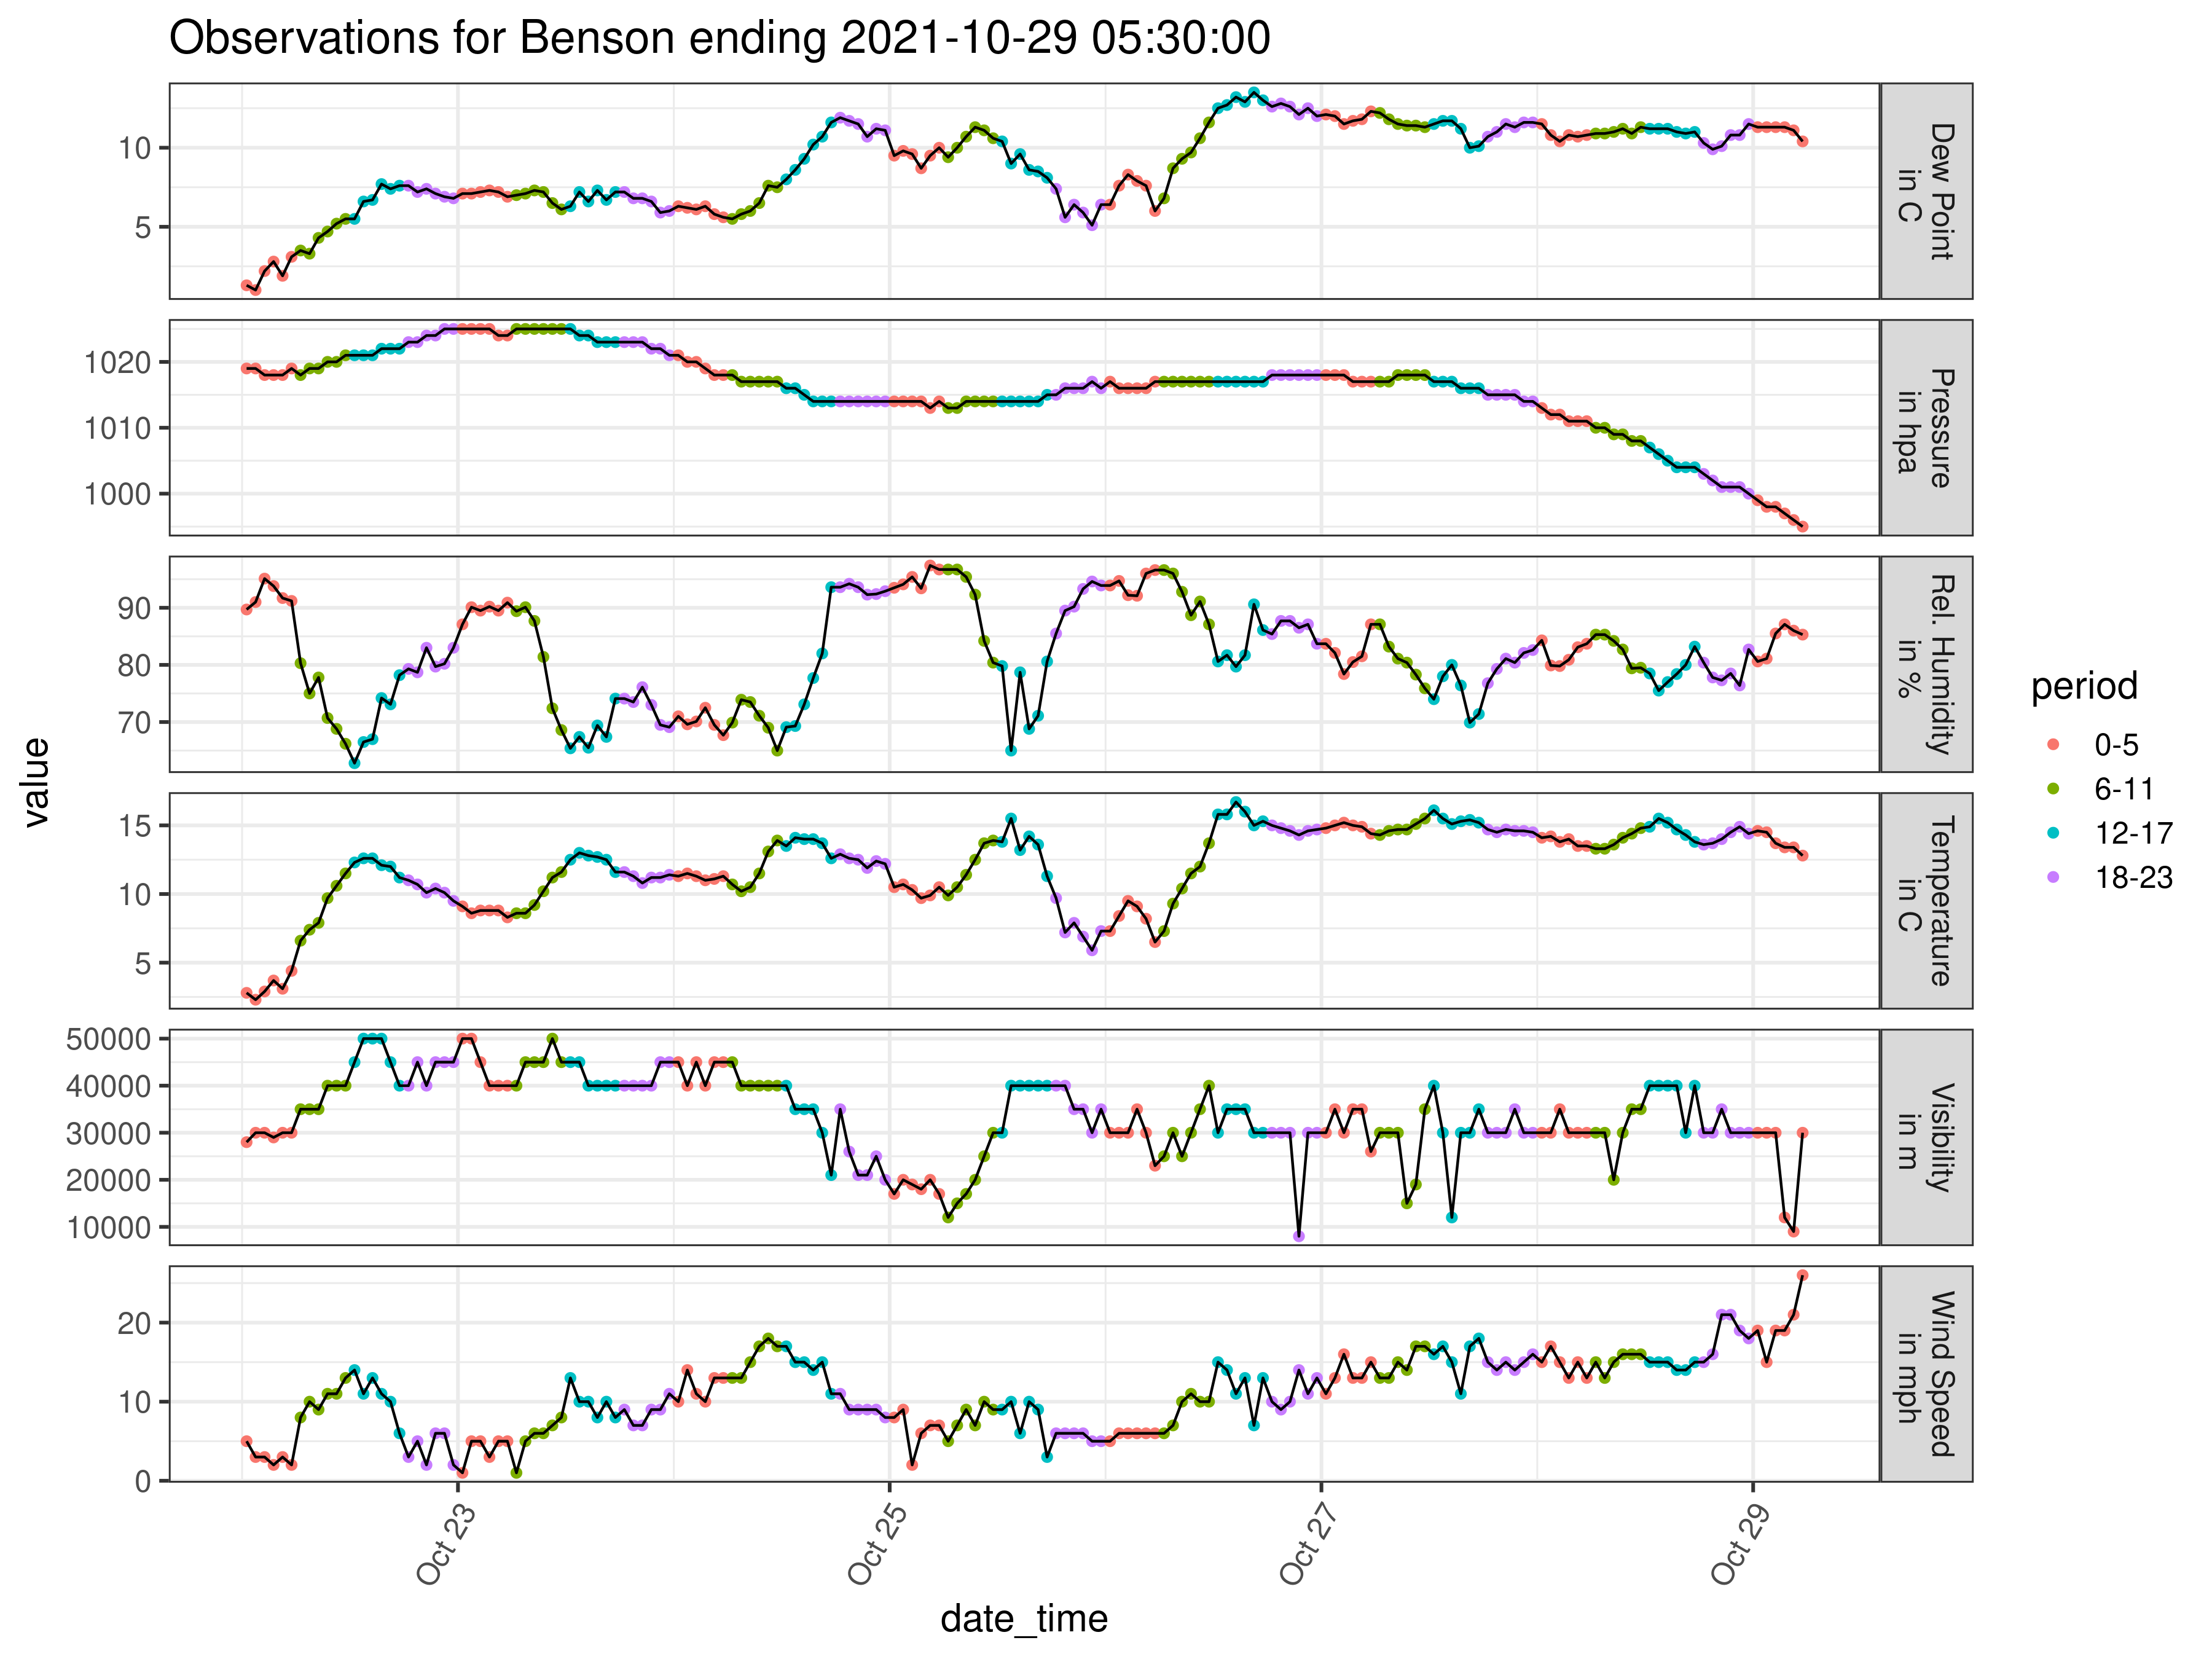 Observations for Benson ending 2021-10-29 05:30:00
value
10
5
Dew Point
in C
1020
1010
1000
Pressure
in hpa
90
80
70
Rel. Humidity
in %
15
10
5
Temperature
in C
50000
40000
30000
20000
10000
Visibility
in m
20
10
0
Wind Speed
in mph
Oct 23
Oct 25
Oct 27
Oct 29
date_time
period
0-5
6-11
12-17
18-23